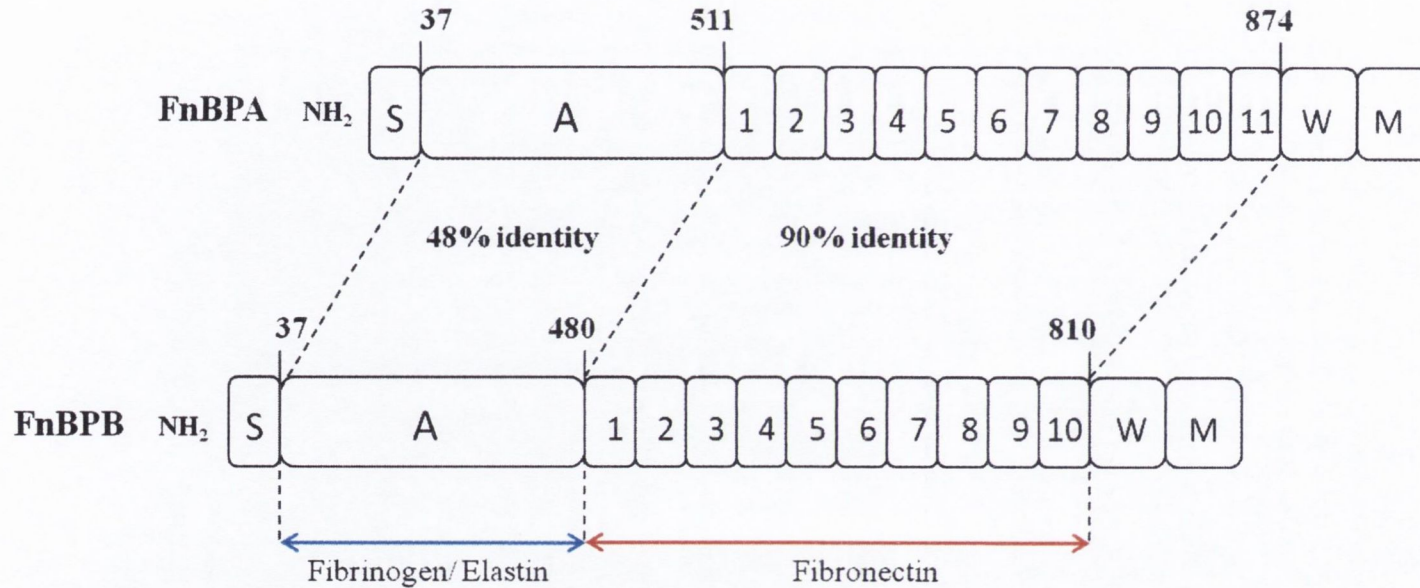 37 511 874
FnBPA NH₂ S A 1 2 3 4 5 6 7 8 9 10 11 W M
48% identity 90% identity
37 480 810
FnBPB NH₂ S A 1 2 3 4 5 6 7 8 9 10 W M
Fibrinogen/Elastin Fibronectin